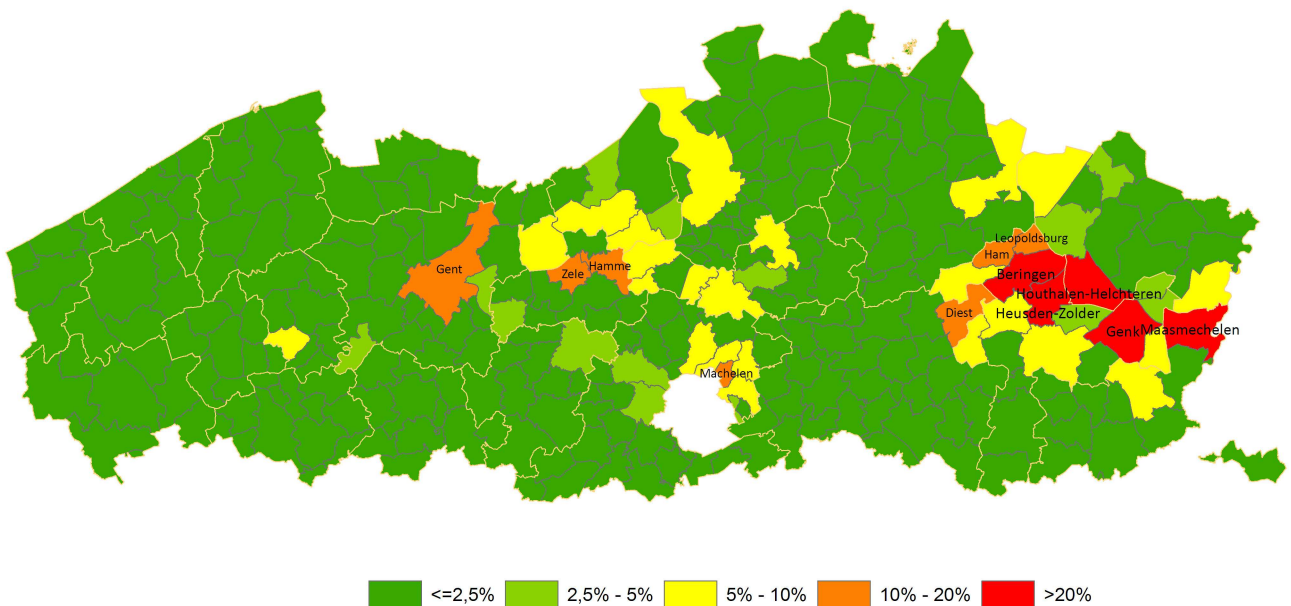 Leopoldsburg
Ham
Gent
Zele
Hamme
Beringen
Houthalen-Helchteren
Diest
Heusden-Zolder
Genk
Maasmechelen
Machelen
<=2,5%
2,5% - 5%
5% - 10%
10% - 20%
>20%